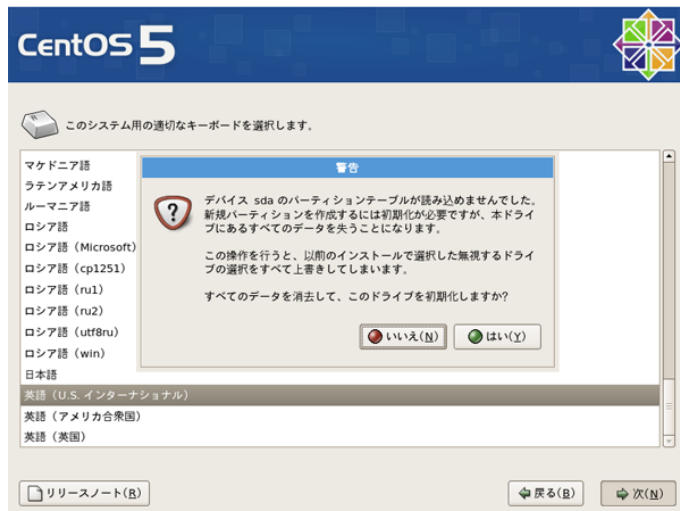 CentOS 5
このシステム用の適切なキーボードを選択します。
マケドニア語
ラテンアメリカ語
ルーマニア語
ロシア語
ロシア語 (Microsoft)
ロシア語 (cp1251)
ロシア語 (ru1)
ロシア語 (ru2)
ロシア語 (utf8ru)
ロシア語 (win)
日本語
英語 (U.S. インターナショナル)
英語 (アメリカ合衆国)
英語 (英国)
警告
デバイス sda のパーティションテーブルが読み込めませんでした。
新規パーティションを作成するには初期化が必要ですが、本ドライ
ブにあるすべてのデータを失うことになります。
この操作を行うと、以前のインストールで選択した無視するドライ
ブの選択をすべて上書きしてしまいます。
すべてのデータを消去して、このドライブを初期化しますか?
いいえ(N)
はい(Y)
リリースノート(R)
戻る(B)
次(N)